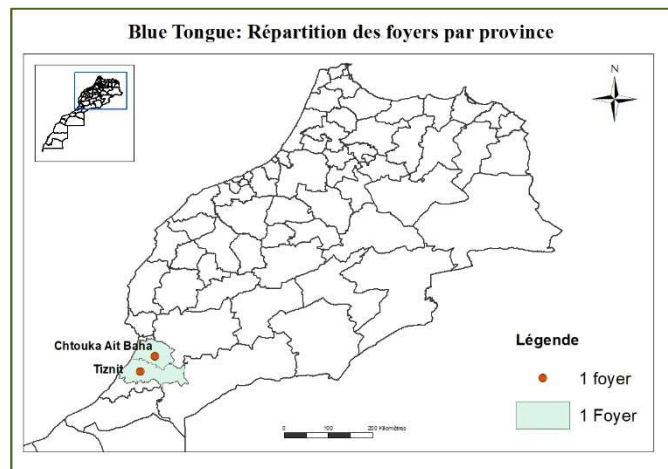 Blue Tongue: Répartition des foyers par province
N
Chtouka Ait Baha
Tiznit
Légende
1 foyer
1 Foyer
0 100 200 Kilomètres